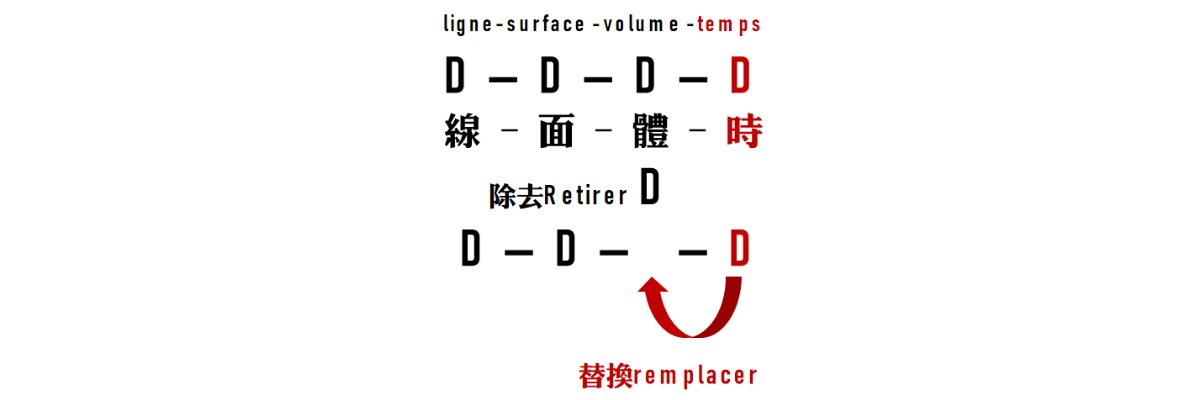 ligne-surface-volume-temps
D – D – D – D
線 – 面 – 體 – 時
除去Retirer D
D – D – – D
替換remplacer